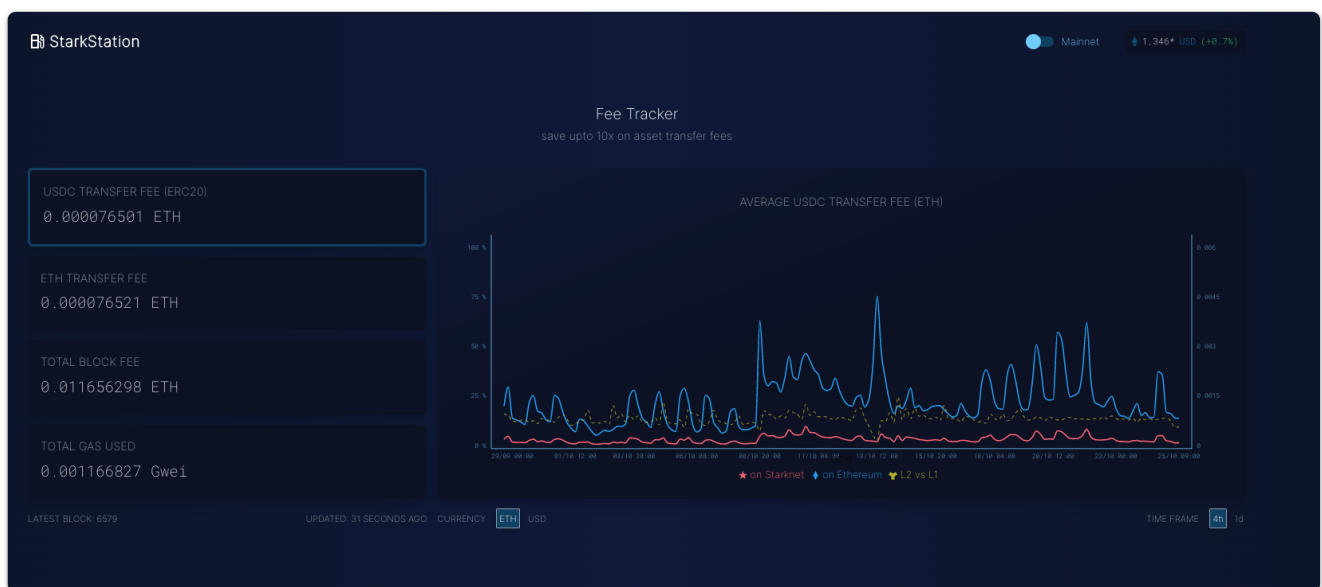 StarkStation
Mainnet
1,346* USD (+0.7%)
Fee Tracker
save upto 10x on asset transfer fees
USDC TRANSFER FEE (ERC20)
0.000076501 ETH
ETH TRANSFER FEE
0.000076521 ETH
TOTAL BLOCK FEE
0.011656298 ETH
TOTAL GAS USED
0.001166827 Gwei
LATEST BLOCK: 6579
UPDATED: 31 SECONDS AGO
AVERAGE USDC TRANSFER FEE (ETH)
100 %
75 %
50 %
25 %
0 %
0.006
0.0045
0.003
0.0015
0
29/09 00:00 01/10 12:00 03/10 20:00 06/10 08:00 08/10 20:00 11/10 04:30 13/10 12:00 15/10 20:00 18/10 04:00 20/10 12:00 23/10 00:00 25/10 09:00
on Starknet on Ethereum L2 vs L1
CURRENCY ETH USD
TIME FRAME 4h 1d